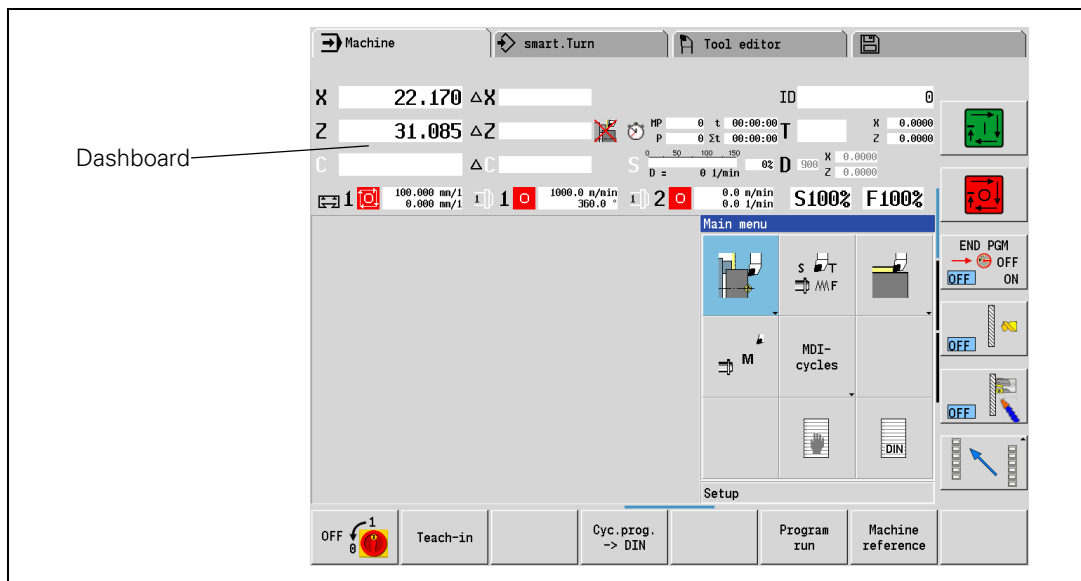 Machine
smart.Turn
Tool editor
X 22.170 △X
ID 0
Z 31.085 △Z
MP 0 t 00:00:00
P 0 Σt 00:00:00
T
X 0.0000
Z 0.0000
Dashboard
C △C
S 0 50 100 150
D = 0 1/min 0%
D 900 X 0.0000
Z 0.0000
1 100.000 mm/1
0.000 mm/1
1 1 1000.0 m/min
360.0 °
1 2 0.0 m/min
0.0 1/min
S100% F100%
Main menu
S T
F
M
MDI-
cycles
DIN
Setup
END PGM
OFF
OFF ON
OFF
OFF
OFF 1
0
Teach-in
Cyc.prog.
-> DIN
Program
run
Machine
reference